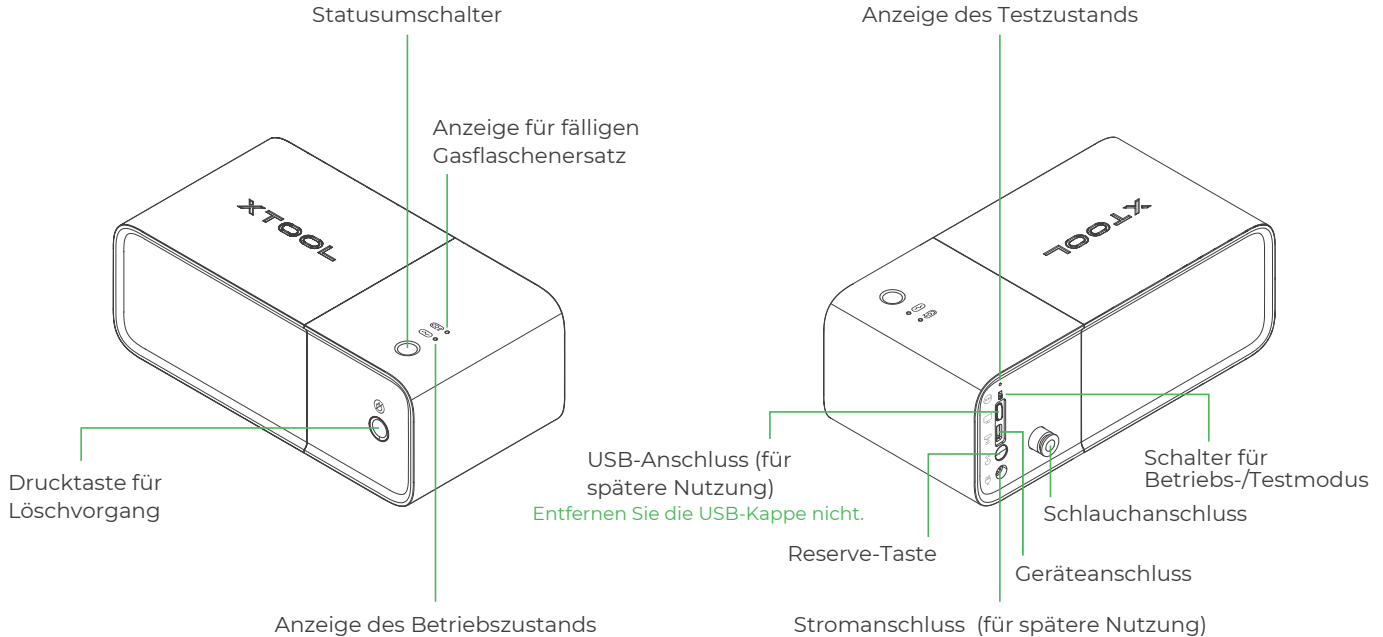 Statusumschalter
Anzeige des Testzustands
Anzeige für fälligen
Gasflaschenersatz
XTOOL
XTOOL
Drucktaste für
Löschvorgang
USB-Anschluss (für
spätere Nutzung)
Entfernen Sie die USB-Kappe nicht.
Schalter für
Betriebs-/Testmodus
Schlauchanschluss
Reserve-Taste
Geräteanschluss
Anzeige des Betriebszustands
Stromanschluss (für spätere Nutzung)